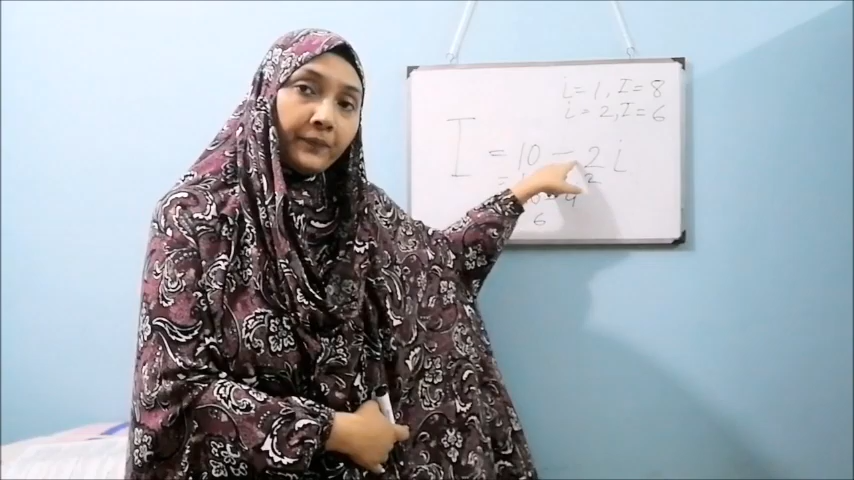 i = 1, I = 8
i = 2, I = 6
I = 10 - 2i
6